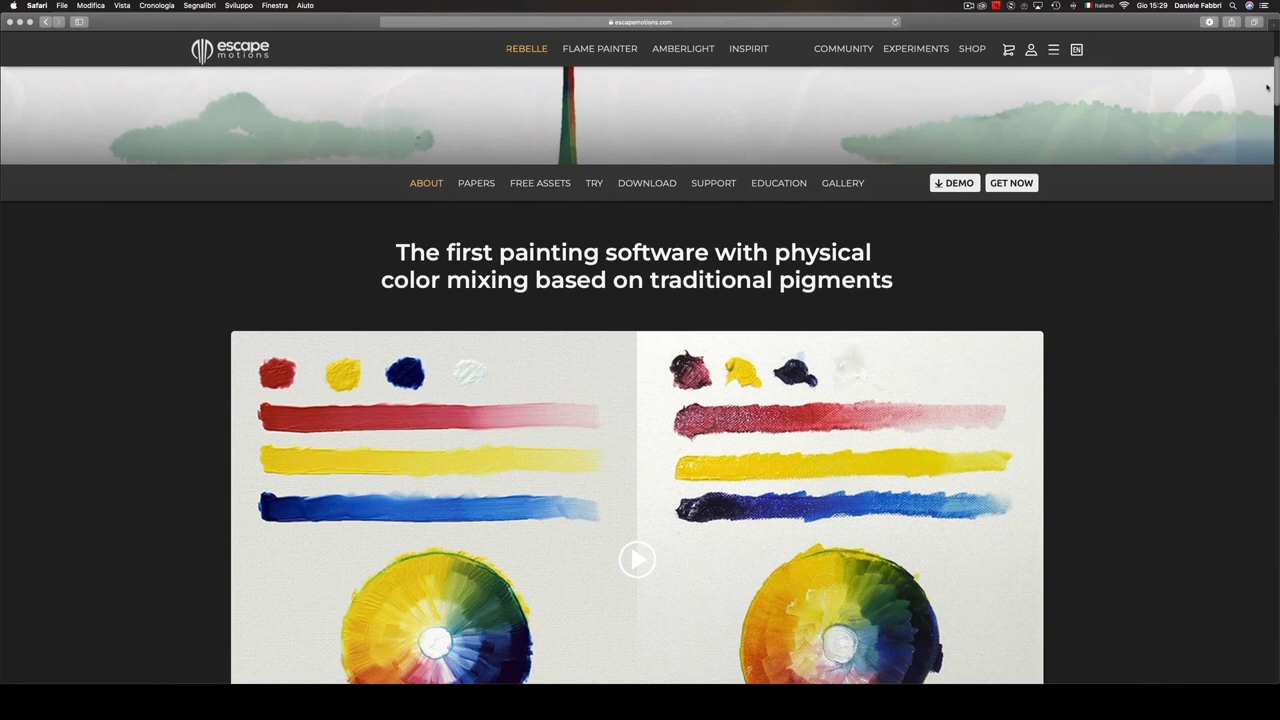 Safari File Modifica Vista Cronologia Segnalibri Sviluppo Finestra Aiuto
Italiano Gio 15:29 Daniele Fabbri
escapemotions.com
escape
motions
REBELLE FLAME PAINTER AMBERLIGHT INSPIRIT COMMUNITY EXPERIMENTS SHOP EN
ABOUT PAPERS FREE ASSETS TRY DOWNLOAD SUPPORT EDUCATION GALLERY DEMO GET NOW
The first painting software with physical
color mixing based on traditional pigments